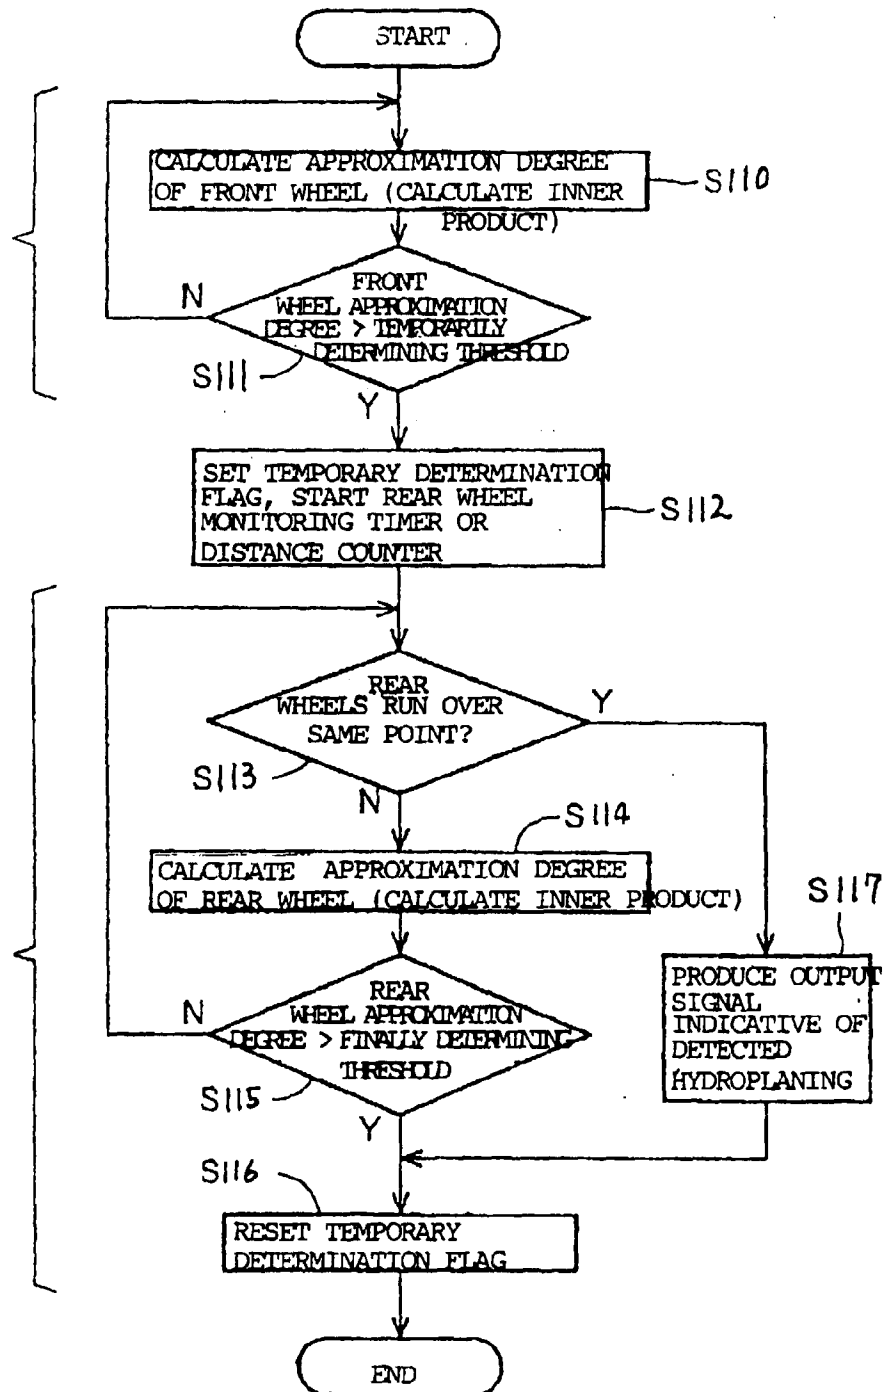 START
CALCULATE APPROXIMATION DEGREE
OF FRONT WHEEL (CALCULATE INNER
PRODUCT)
S110
FRONT
WHEEL APPROXIMATION
DEGREE > TEMPORARILY
DETERMINING THRESHOLD
N
S111
Y
SET TEMPORARY DETERMINATION
FLAG, START REAR WHEEL
MONITORING TIMER OR
DISTANCE COUNTER
S112
REAR
WHEELS RUN OVER
SAME POINT?
Y
S113
N
S114
CALCULATE APPROXIMATION DEGREE
OF REAR WHEEL (CALCULATE INNER PRODUCT)
S117
PRODUCE OUTPUT
SIGNAL
INDICATIVE OF
DETECTED
HYDROPLANING
REAR
WHEEL APPROXIMATION
DEGREE > FINALLY DETERMINING
THRESHOLD
N
S115
Y
S116
RESET TEMPORARY
DETERMINATION FLAG
END